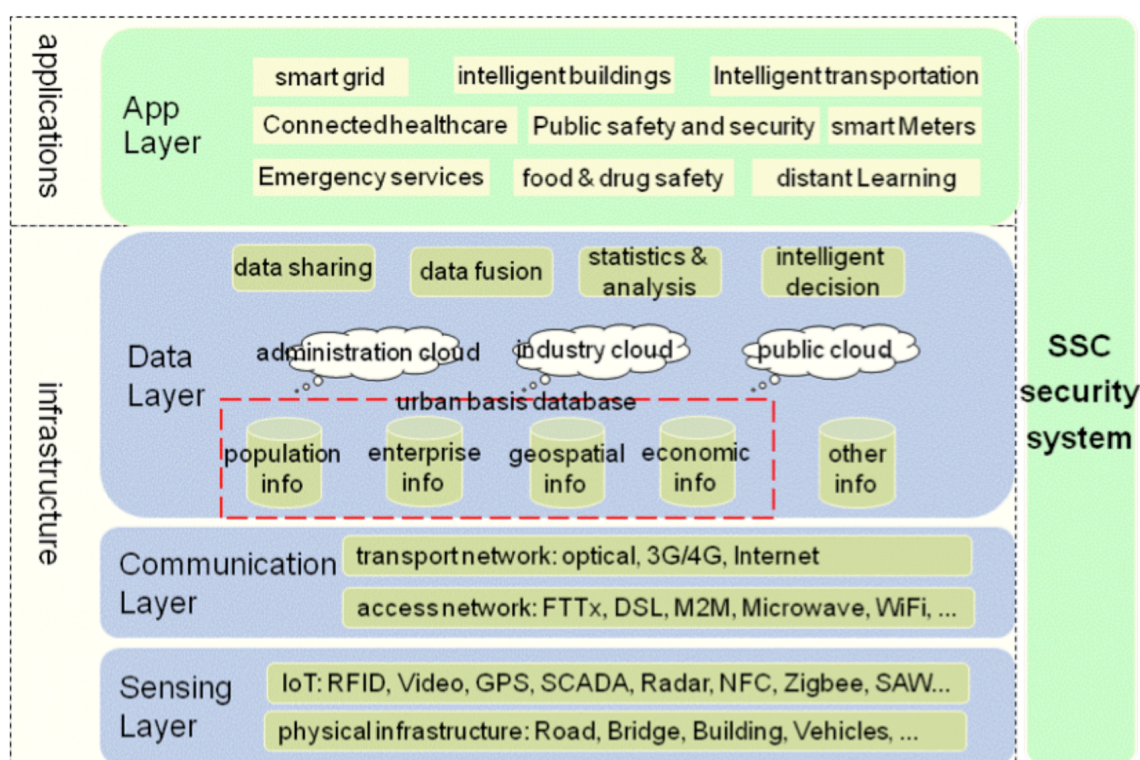 applications
App
Layer
smart grid
intelligent buildings
Intelligent transportation
Connected healthcare
Public safety and security
smart Meters
Emergency services
food & drug safety
distant Learning
infrastructure
Data
Layer
data sharing
data fusion
statistics &
analysis
intelligent
decision
administration cloud
industry cloud
public cloud
urban basis database
population
info
enterprise
info
geospatial
info
economic
info
other
info
Communication
Layer
transport network: optical, 3G/4G, Internet
access network: FTTx, DSL, M2M, Microwave, WiFi, ...
Sensing
Layer
IoT: RFID, Video, GPS, SCADA, Radar, NFC, Zigbee, SAW...
physical infrastructure: Road, Bridge, Building, Vehicles, ...
SSC
security
system